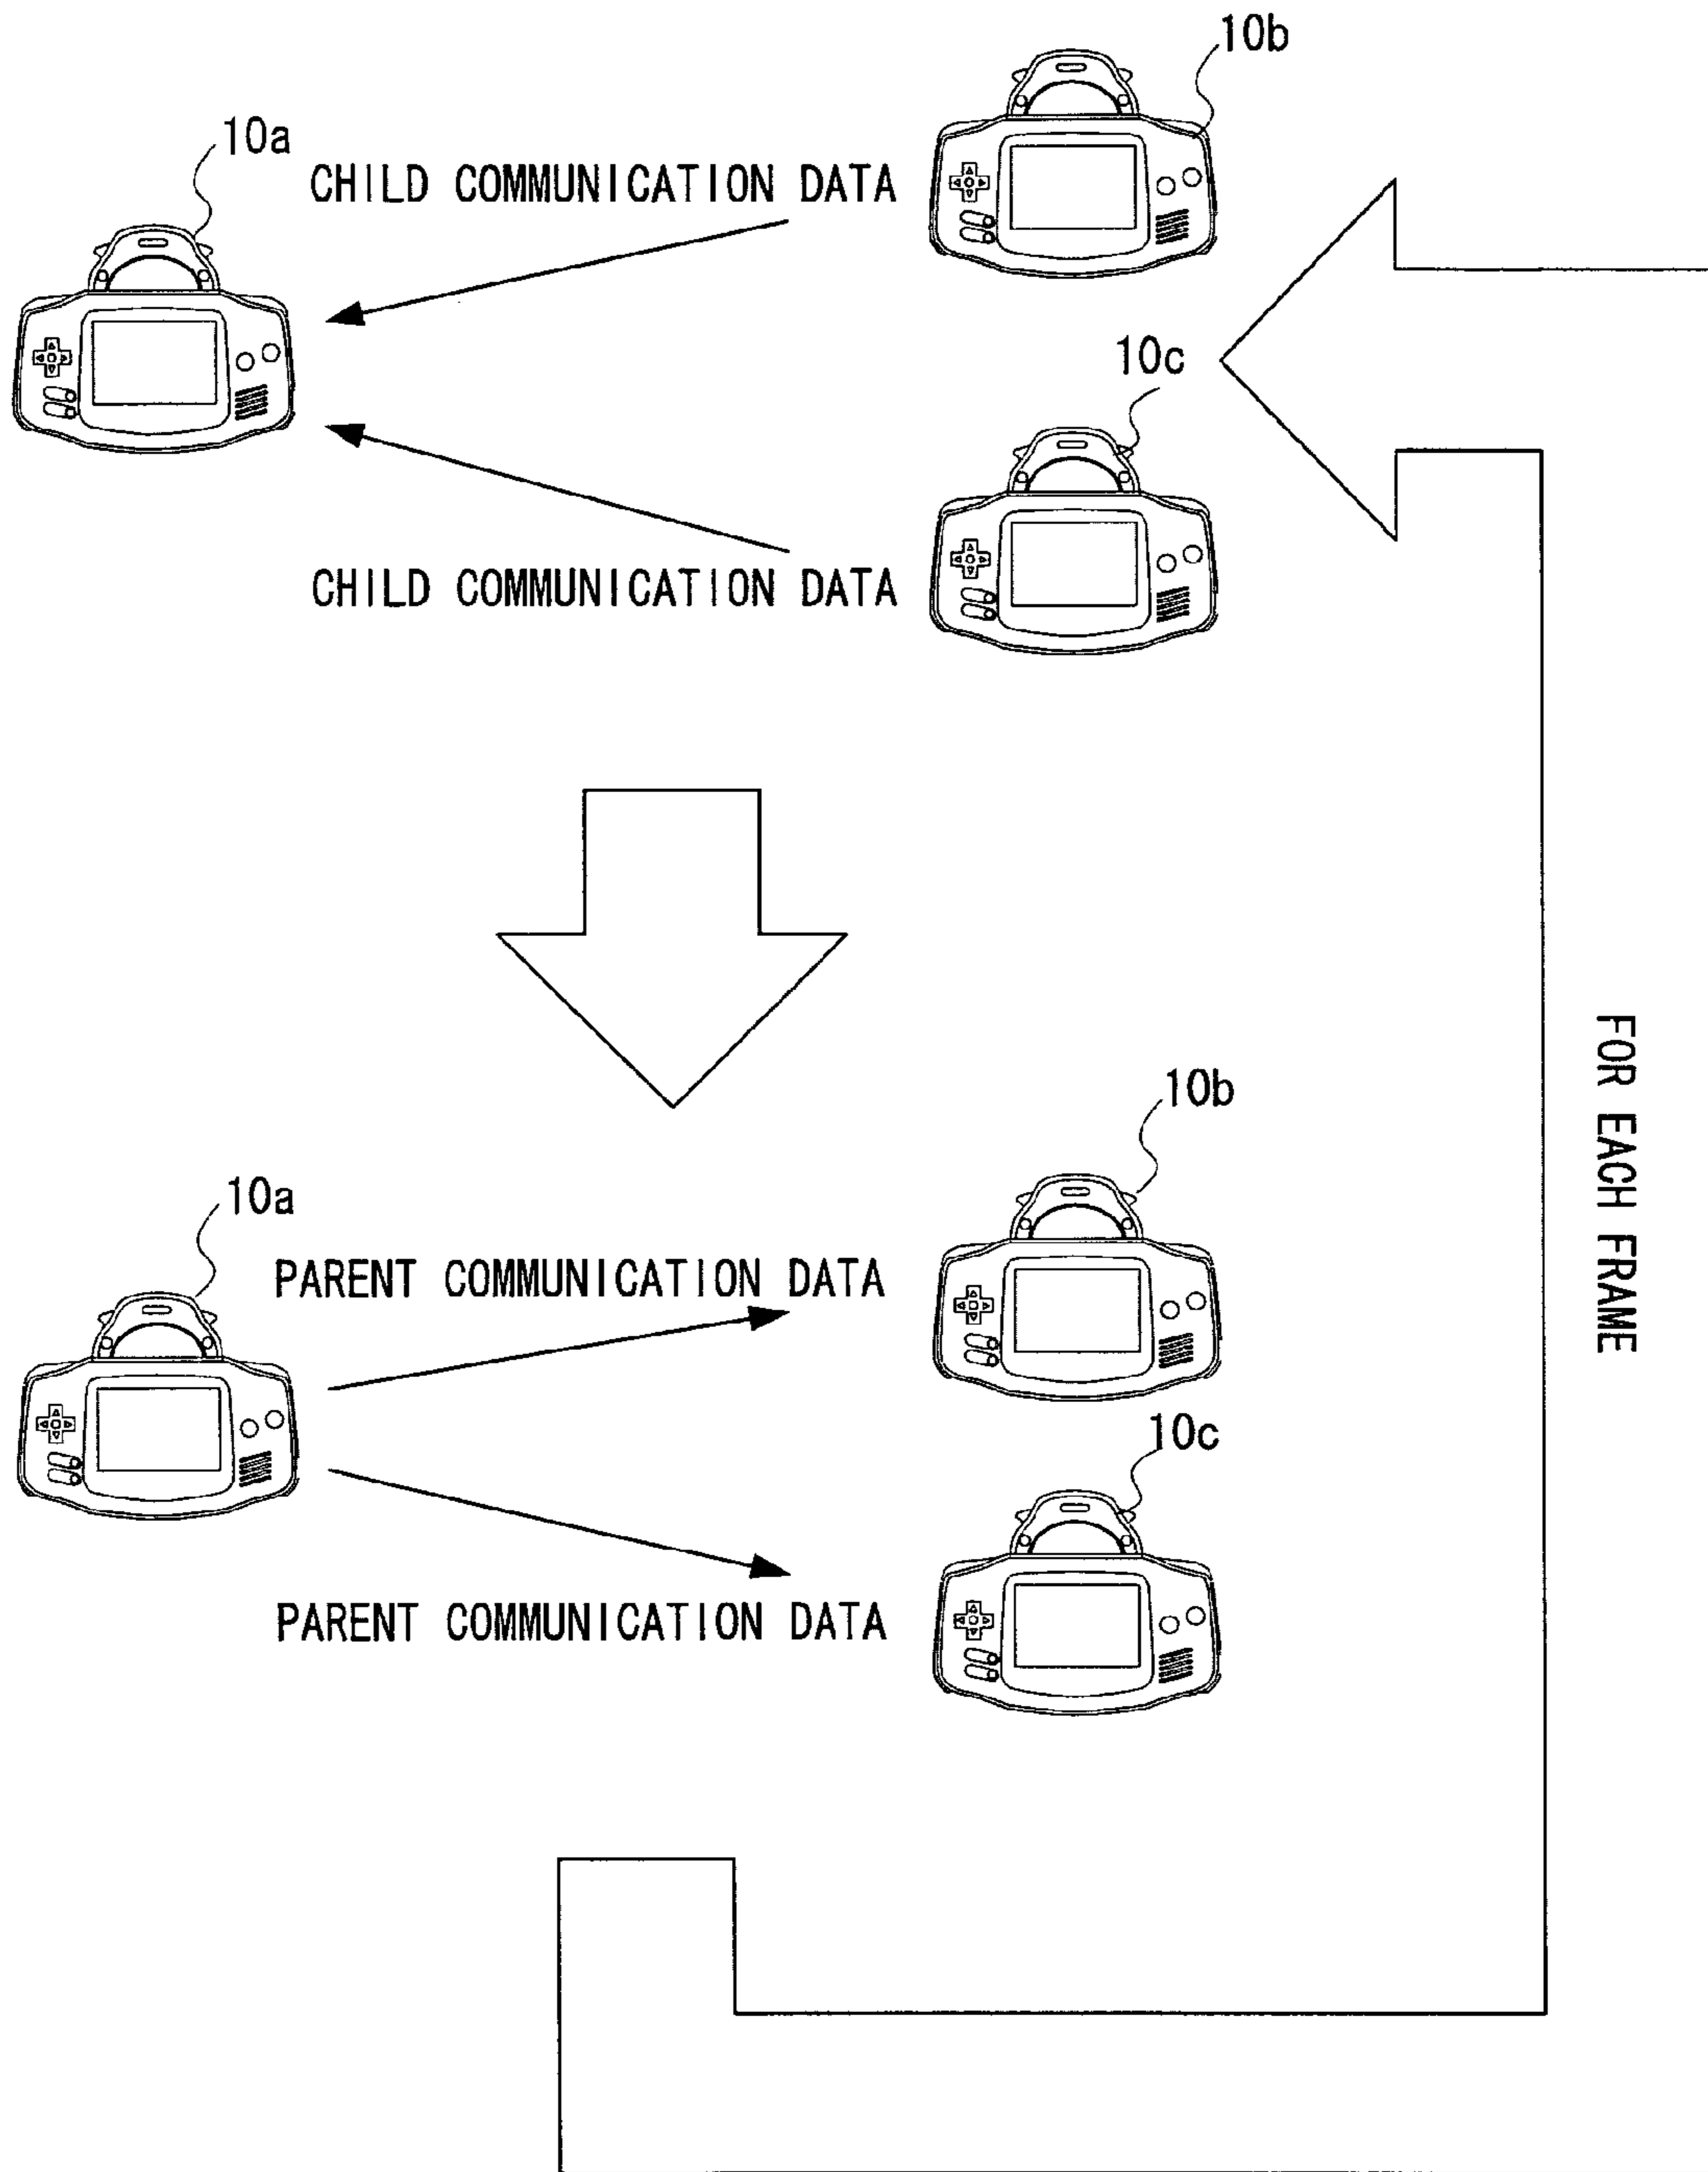 10b
10a
CHILD COMMUNICATION DATA
10c
CHILD COMMUNICATION DATA
FOR EACH FRAME
10b
10a
PARENT COMMUNICATION DATA
10c
PARENT COMMUNICATION DATA